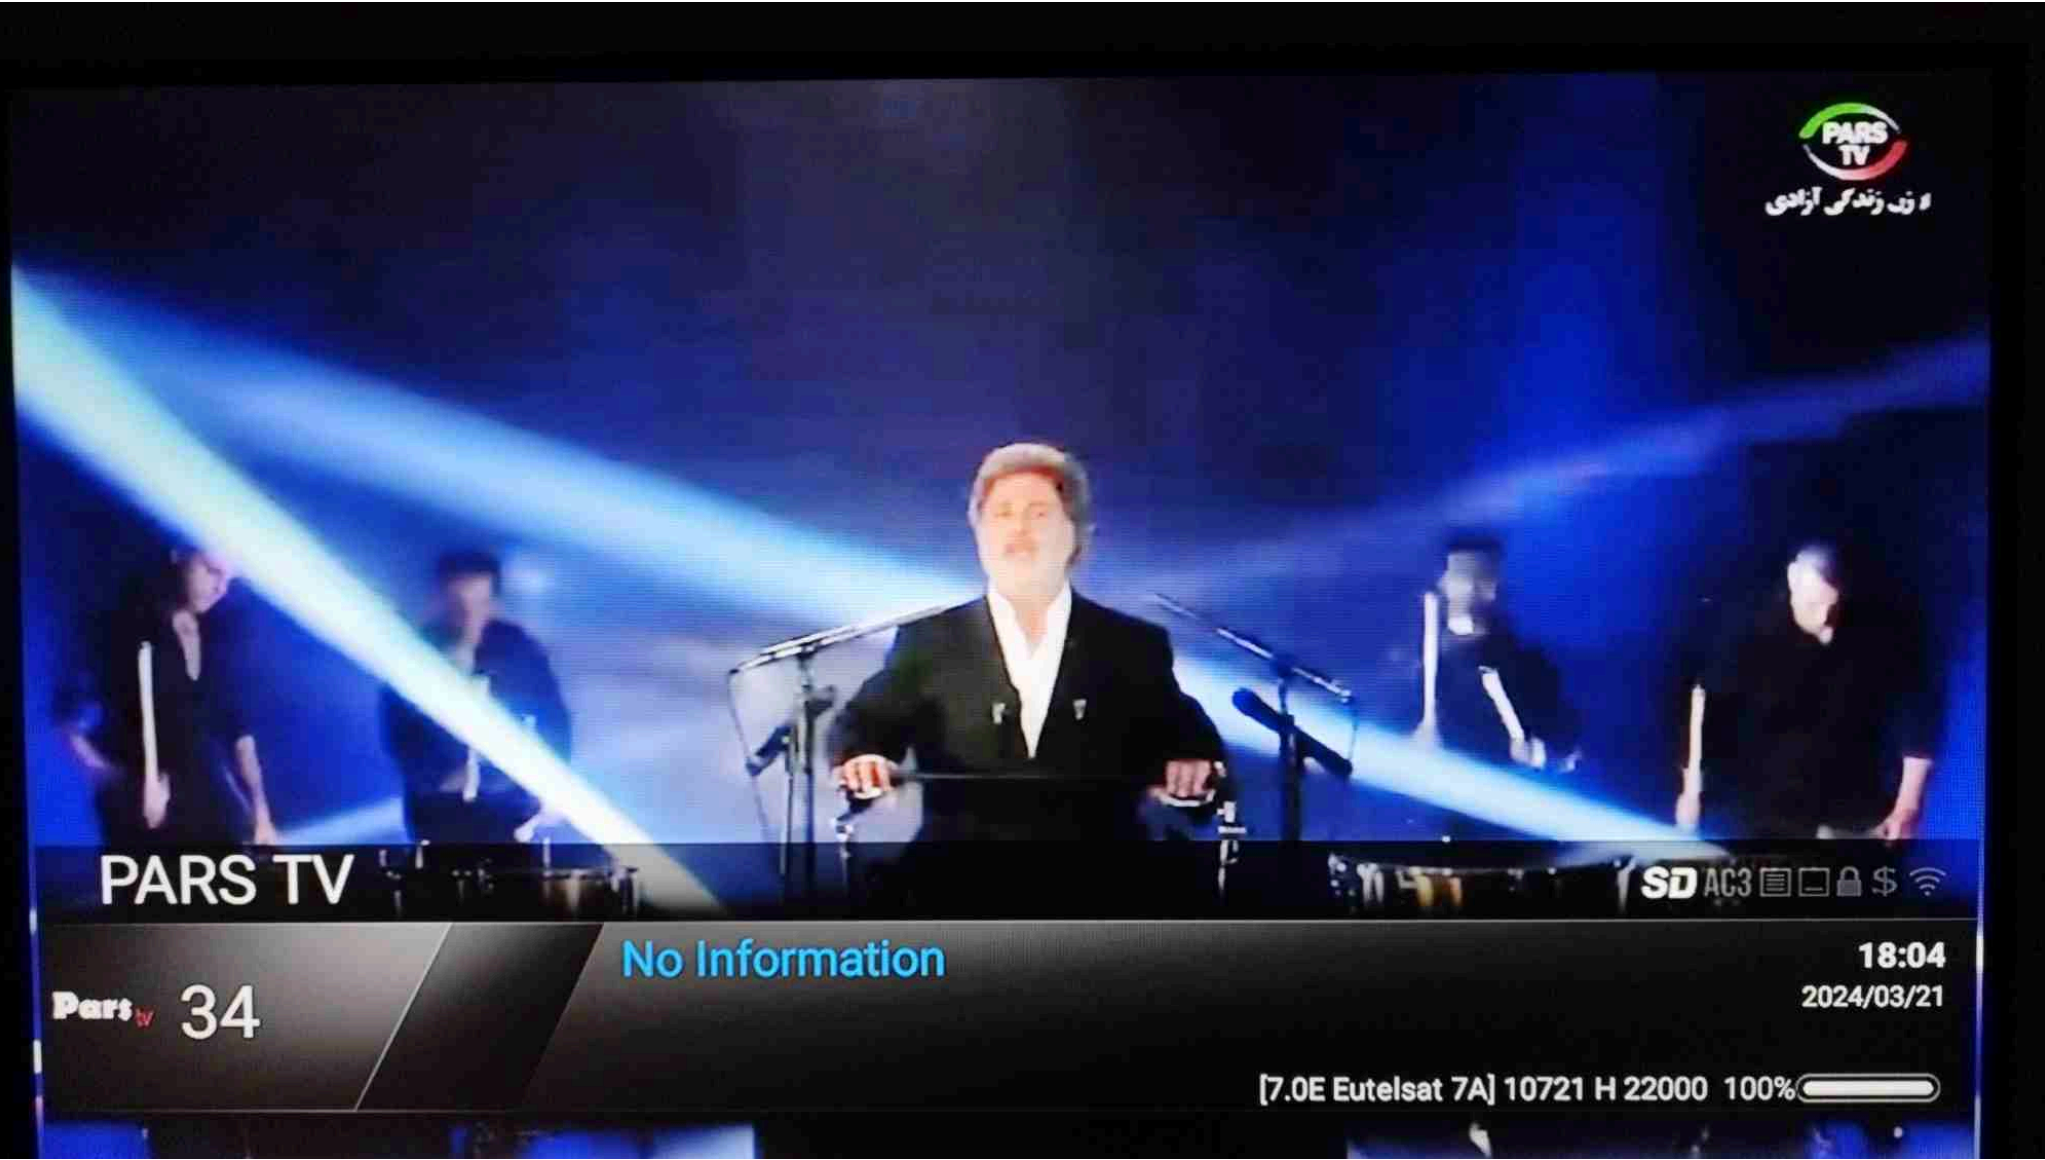 PARS
TV
زن زندگی آزادی
PARS TV
SD AC3 $
No Information
18:04
Pars tv 34
2024/03/21
[7.0E Eutelsat 7A] 10721 H 22000 100%